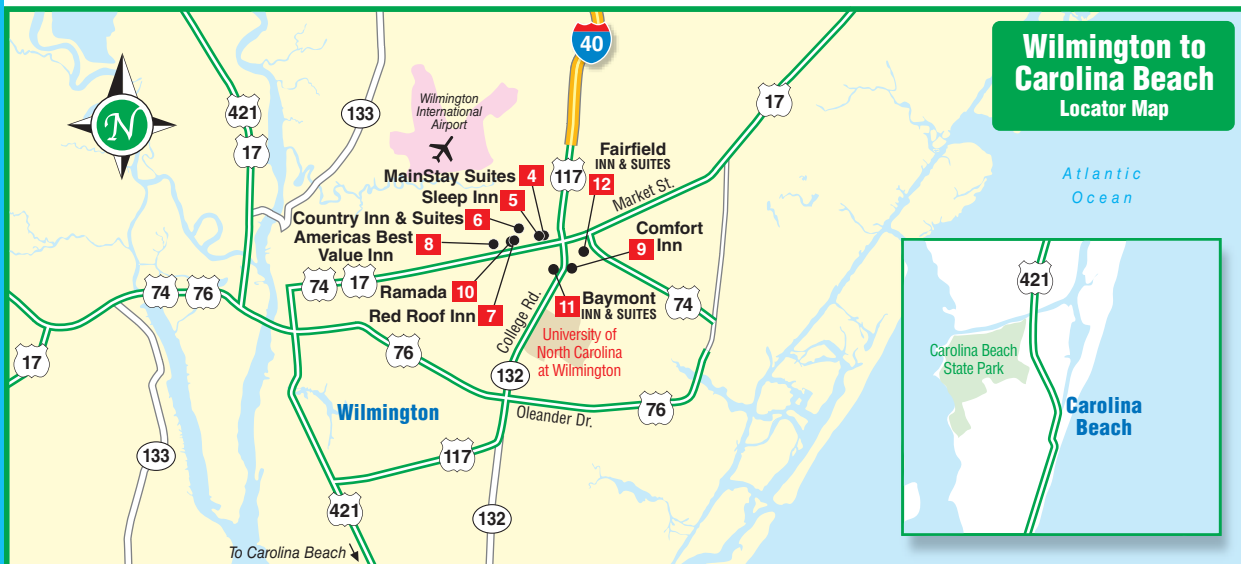 Wilmington to
Carolina Beach
Locator Map
40
17
421
133
17
Wilmington
International
Airport
Fairfield
INN & SUITES
12
117
Market St.
MainStay Suites 4
Sleep Inn 5
Country Inn & Suites 6
Americas Best
Value Inn
8
Comfort
Inn
9
Atlantic
Ocean
74
76
74
17
Ramada 10
Red Roof Inn 7
11
Baymont
INN & SUITES
74
College Rd.
University of
North Carolina
at Wilmington
17
76
132
Wilmington
Oleander Dr.
76
133
117
421
132
To Carolina Beach
421
Carolina Beach
State Park
Carolina
Beach
N